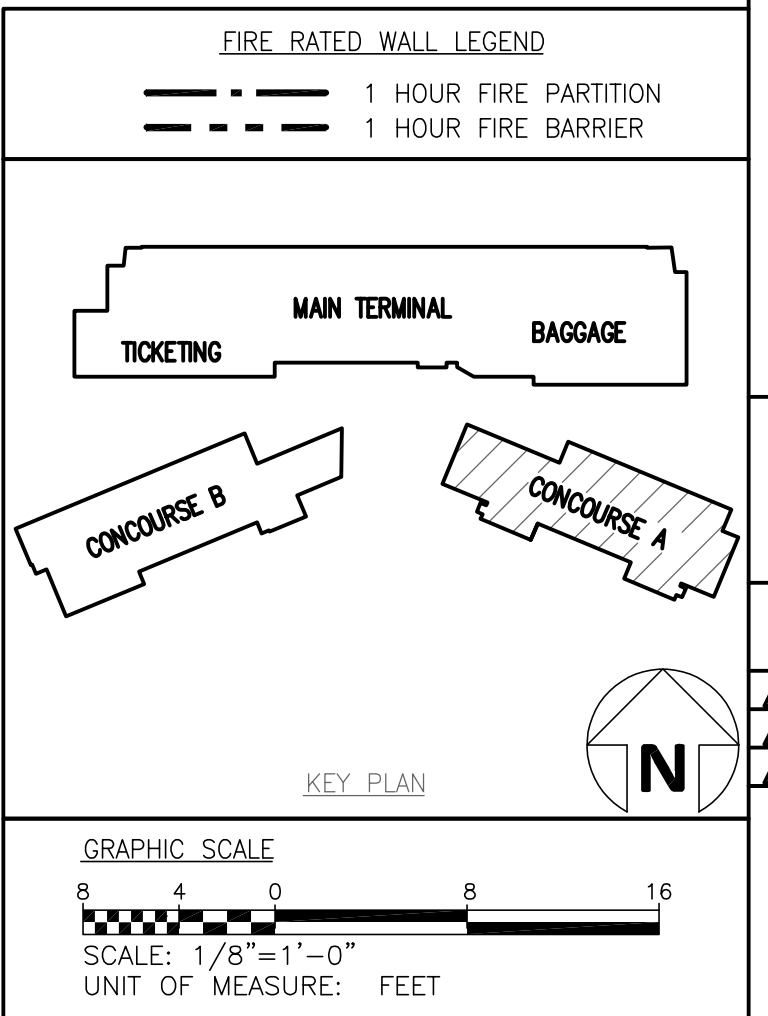 FIRE RATED WALL LEGEND
1 HOUR FIRE PARTITION
1 HOUR FIRE BARRIER
MAIN TERMINAL
BAGGAGE
TICKETING
CONCOURSE B
CONCOURSE A
N
KEY PLAN
GRAPHIC SCALE
8 4 0 8 16
SCALE: 1/8"=1'-0"
UNIT OF MEASURE: FEET